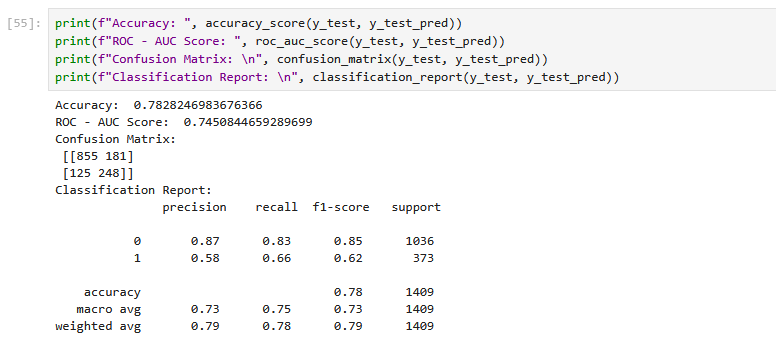 [55]: print(f"Accuracy: ", accuracy_score(y_test, y_test_pred))
print(f"ROC - AUC Score: ", roc_auc_score(y_test, y_test_pred))
print(f"Confusion Matrix: \n", confusion_matrix(y_test, y_test_pred))
print(f"Classification Report: \n", classification_report(y_test, y_test_pred))
Accuracy:  0.7828246983676366
ROC - AUC Score:  0.7450844659289699
Confusion Matrix:
 [[855 181]
 [125 248]]
Classification Report:
              precision    recall  f1-score   support

           0       0.87      0.83      0.85      1036
           1       0.58      0.66      0.62       373

    accuracy                           0.78      1409
   macro avg       0.73      0.75      0.73      1409
weighted avg       0.79      0.78      0.79      1409